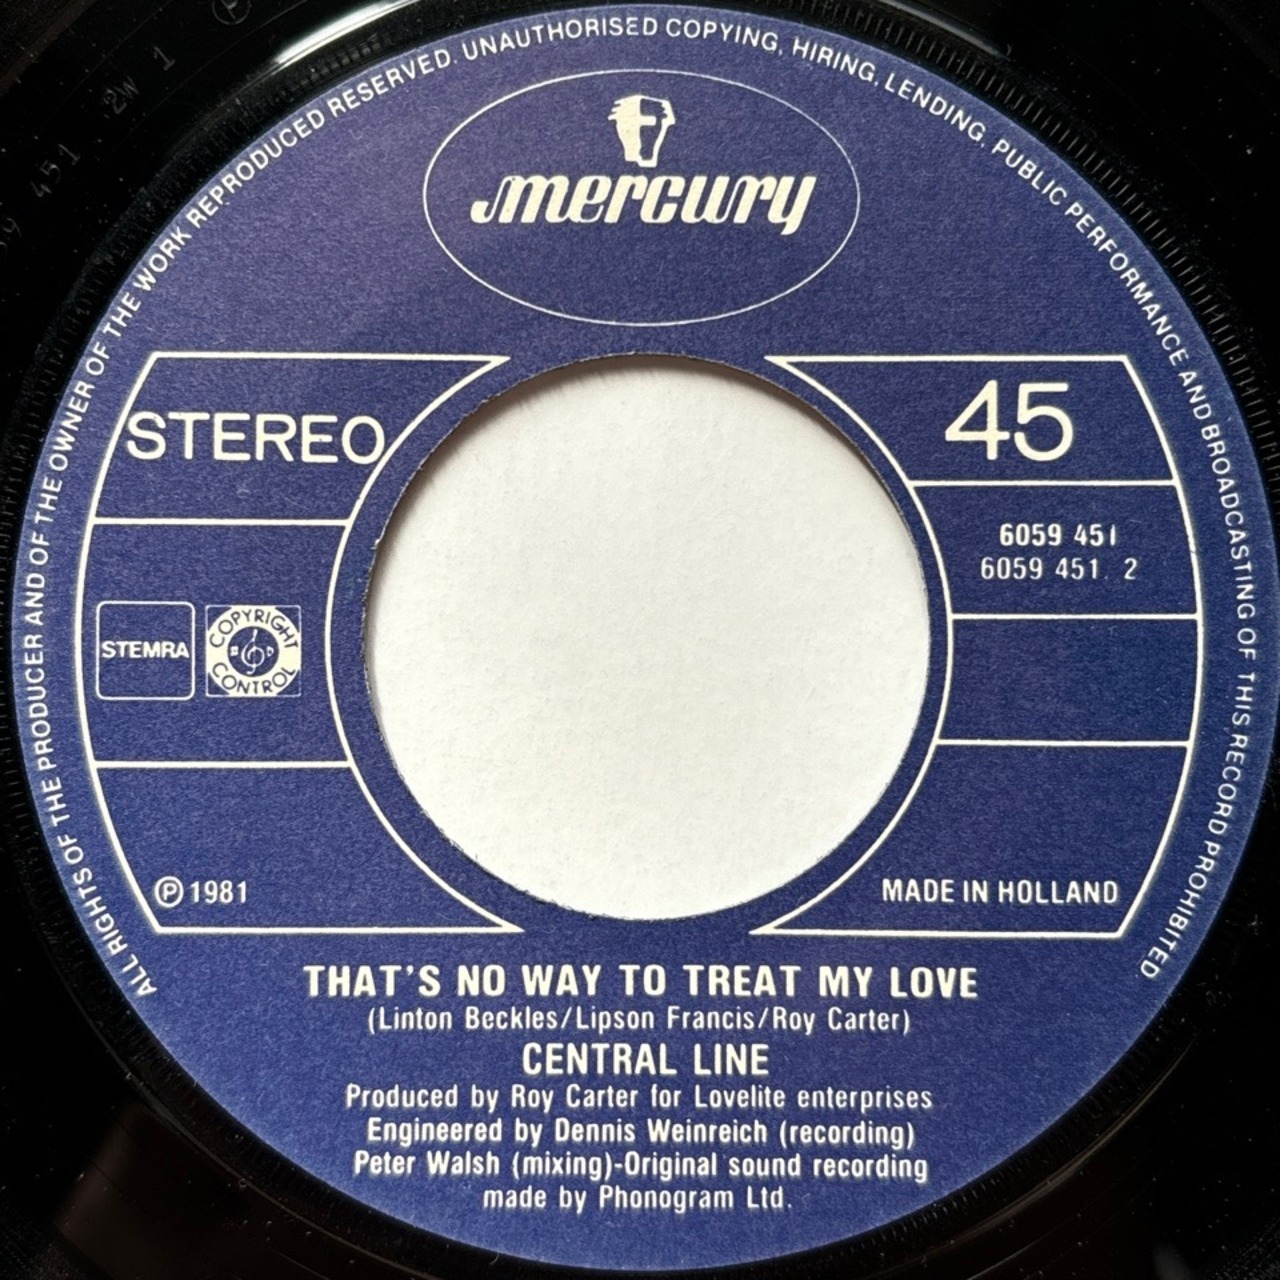 ALL RIGHTS OF THE PRODUCER AND OF THE OWNER OF THE WORK REPRODUCED RESERVED. UNAUTHORISED COPYING, HIRING, LENDING, PUBLIC PERFORMANCE AND BROADCASTING OF THIS RECORD PROHIBITED
mercury
STEREO
45
6059 451
6059 451. 2
STEMRA
COPYRIGHT CONTROL
℗ 1981
MADE IN HOLLAND
THAT'S NO WAY TO TREAT MY LOVE
(Linton Beckles/Lipson Francis/Roy Carter)
CENTRAL LINE
Produced by Roy Carter for Lovelite enterprises
Engineered by Dennis Weinreich (recording)
Peter Walsh (mixing)-Original sound recording
made by Phonogram Ltd.